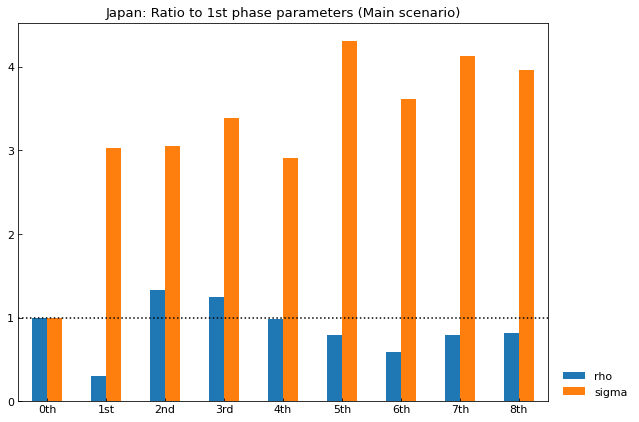 Japan: Ratio to 1st phase parameters (Main scenario)
4
3
2
1
0
0th 1st 2nd 3rd 4th 5th 6th 7th 8th
rho
sigma